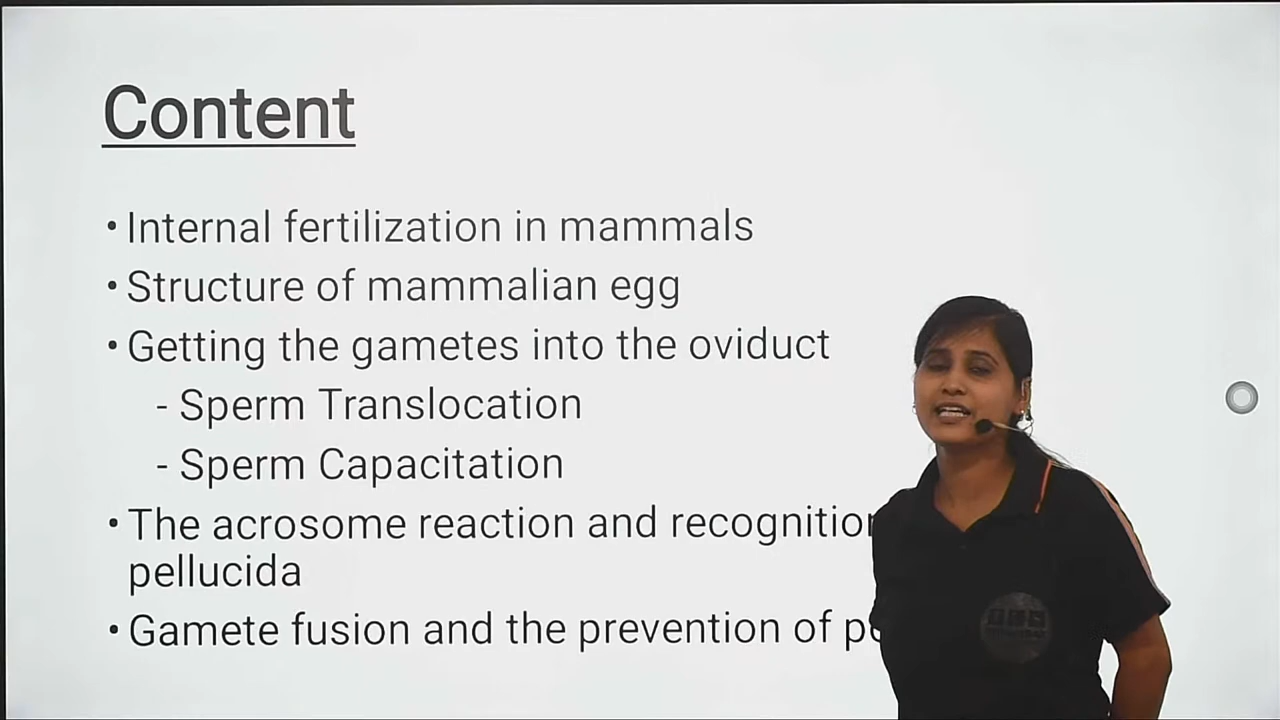 Content
• Internal fertilization in mammals
• Structure of mammalian egg
• Getting the gametes into the oviduct
- Sperm Translocation
- Sperm Capacitation
• The acrosome reaction and recognition
pellucida
• Gamete fusion and the prevention of